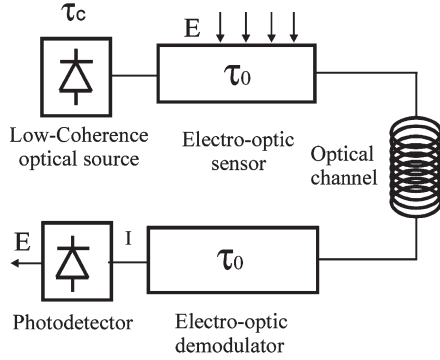 τc
E
τ0
Low-Coherence
optical source
Electro-optic
sensor
Optical
channel
E
I
τ0
Photodetector
Electro-optic
demodulator